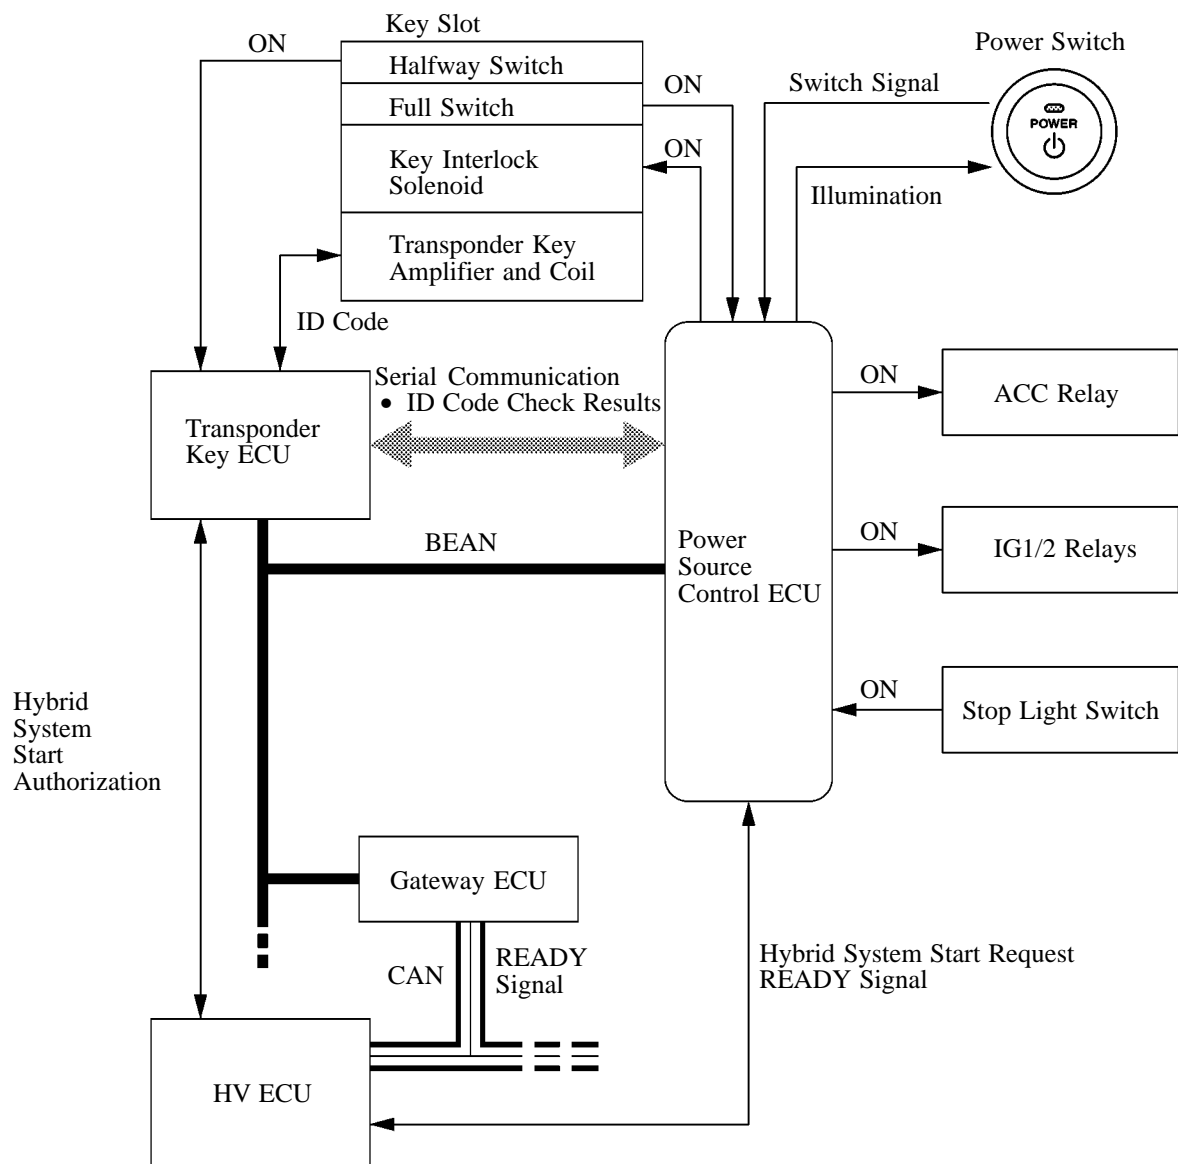 Key Slot
ON
Halfway Switch
Full Switch
ON
Key Interlock
Solenoid
ON
Transponder Key
Amplifier and Coil
ID Code
Power Switch
Switch Signal
POWER
Illumination
Serial Communication
• ID Code Check Results
Transponder
Key ECU
BEAN
Power
Source
Control ECU
ON
ACC Relay
ON
IG1/2 Relays
ON
Stop Light Switch
Hybrid
System
Start
Authorization
Gateway ECU
CAN
READY
Signal
Hybrid System Start Request
READY Signal
HV ECU